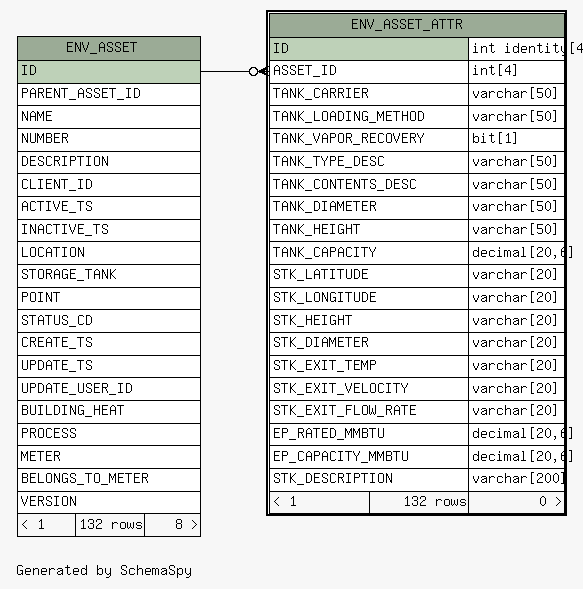 ENV_ASSET
ID
PARENT_ASSET_ID
NAME
NUMBER
DESCRIPTION
CLIENT_ID
ACTIVE_TS
INACTIVE_TS
LOCATION
STORAGE_TANK
POINT
STATUS_CD
CREATE_TS
UPDATE_TS
UPDATE_USER_ID
BUILDING_HEAT
PROCESS
METER
BELONGS_TO_METER
VERSION
< 1 132 rows 8 >
ENV_ASSET_ATTR
ID int identity[4
ASSET_ID int[4]
TANK_CARRIER varchar[50]
TANK_LOADING_METHOD varchar[50]
TANK_VAPOR_RECOVERY bit[1]
TANK_TYPE_DESC varchar[50]
TANK_CONTENTS_DESC varchar[50]
TANK_DIAMETER varchar[50]
TANK_HEIGHT varchar[50]
TANK_CAPACITY decimal[20,6]
STK_LATITUDE varchar[20]
STK_LONGITUDE varchar[20]
STK_HEIGHT varchar[20]
STK_DIAMETER varchar[20]
STK_EXIT_TEMP varchar[20]
STK_EXIT_VELOCITY varchar[20]
STK_EXIT_FLOW_RATE varchar[20]
EP_RATED_MMBTU decimal[20,6]
EP_CAPACITY_MMBTU decimal[20,6]
STK_DESCRIPTION varchar[200]
< 1 132 rows 0 >
Generated by SchemaSpy